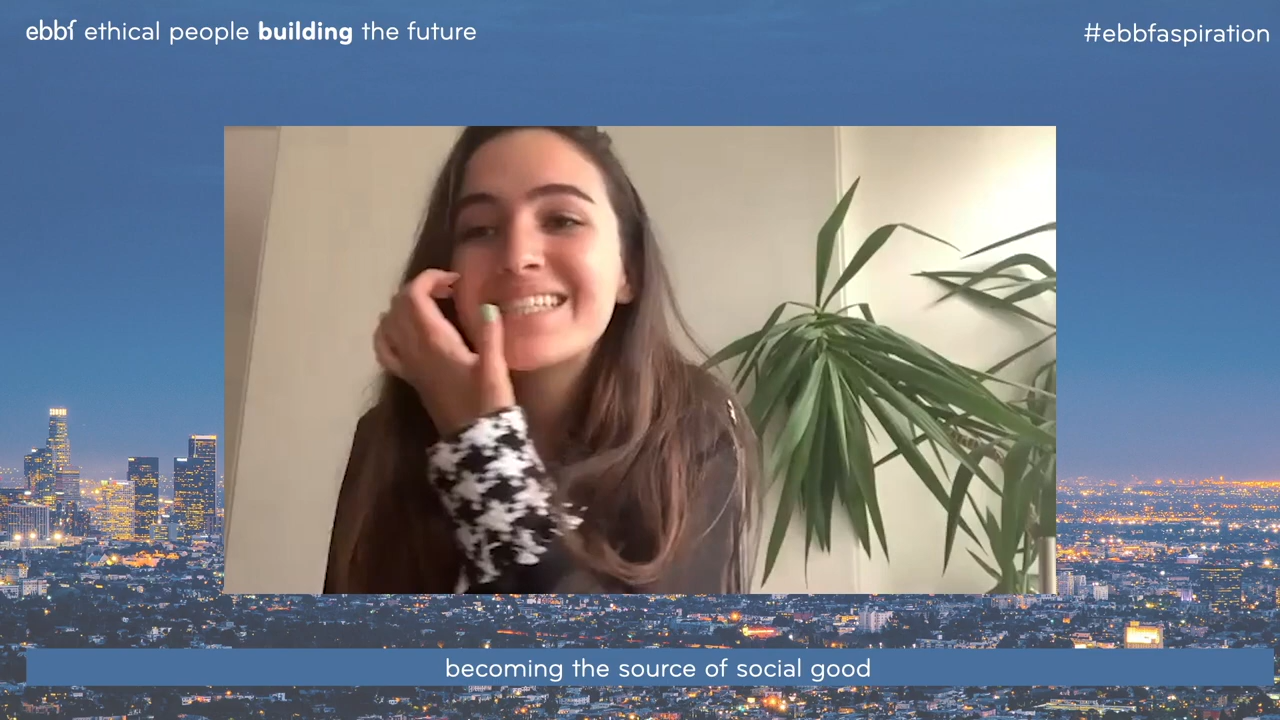 ebbf ethical people building the future
#ebbfaspiration
becoming the source of social good